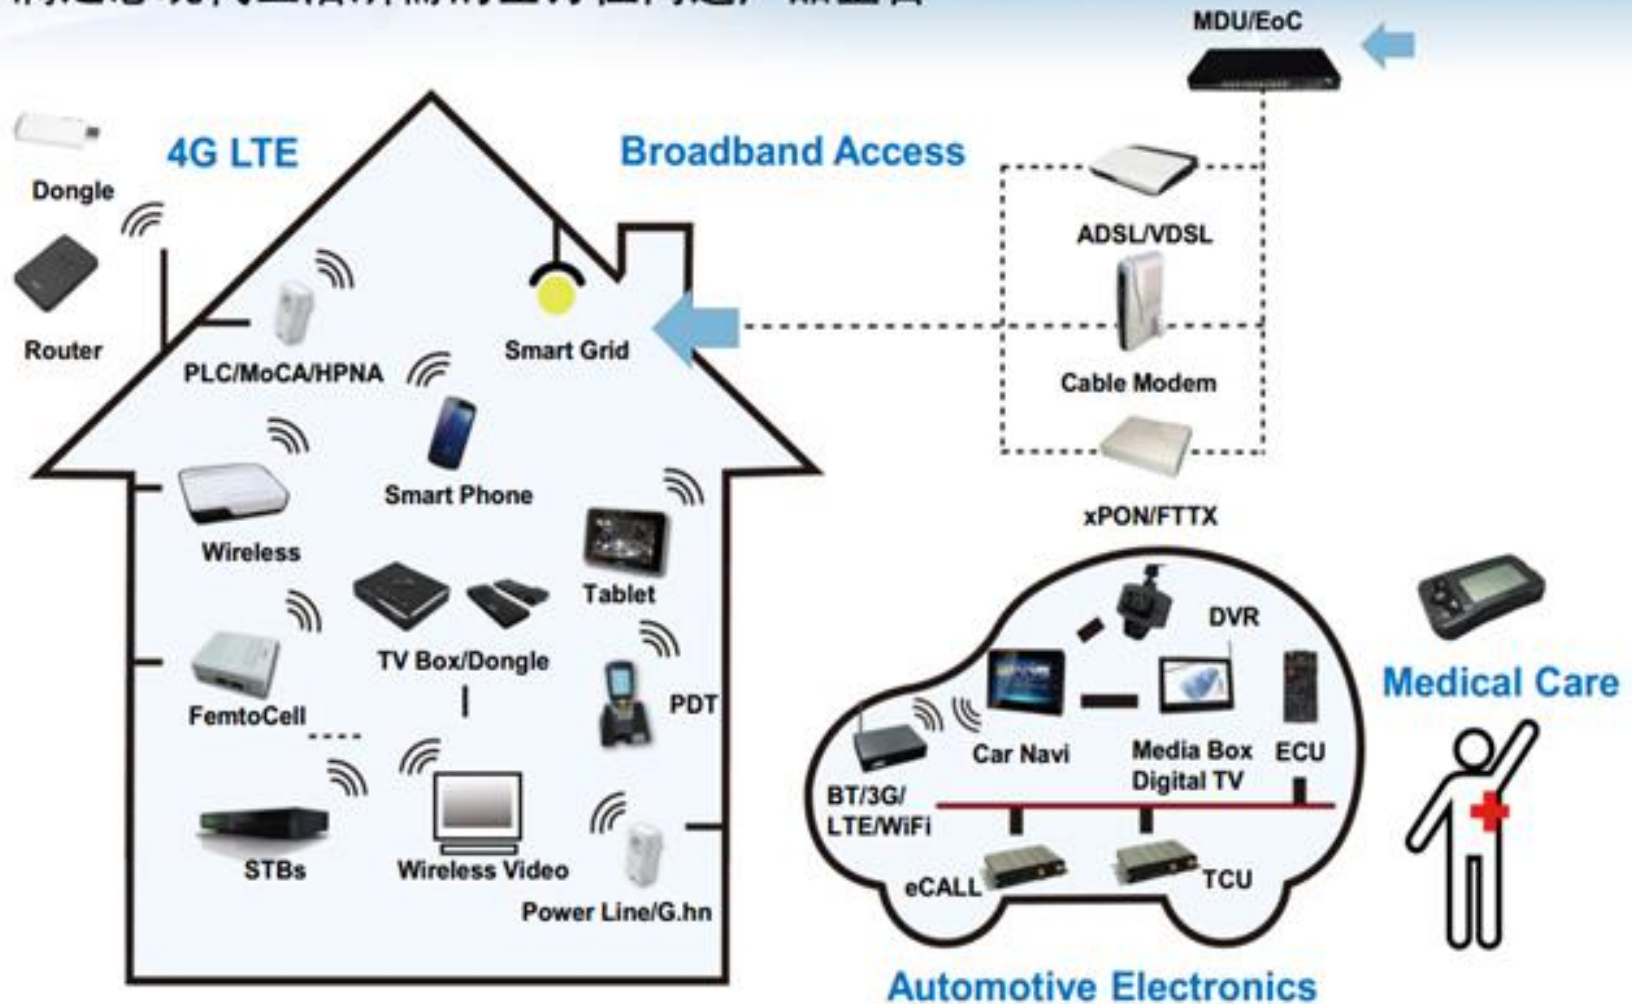 MDU/EoC
4G LTE
Broadband Access
Dongle
ADSL/VDSL
Router
Smart Grid
PLC/MoCA/HPNA
Cable Modem
Smart Phone
xPON/FTTX
Wireless
Tablet
DVR
TV Box/Dongle
Medical Care
FemtoCell
PDT
Car Navi
Media Box
Digital TV
ECU
BT/3G/
LTE/WiFi
STBs
Wireless Video
eCALL
TCU
Power Line/G.hn
Automotive Electronics